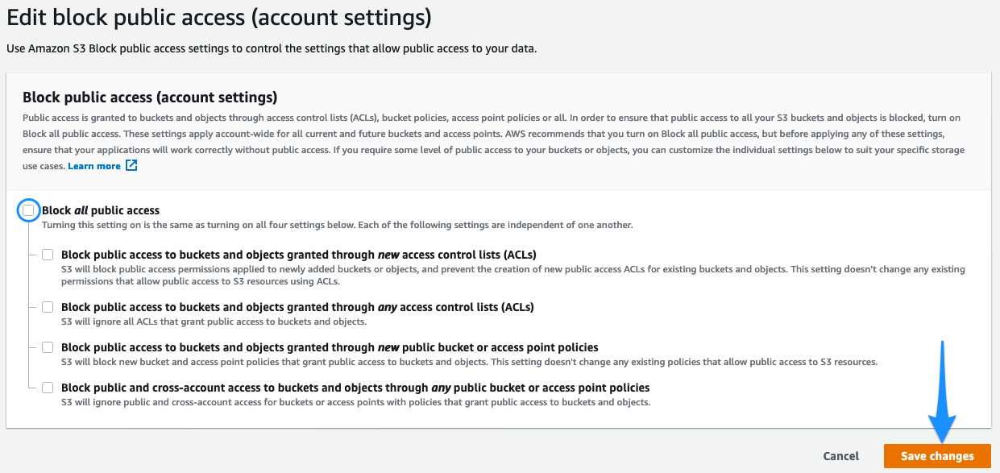 Edit block public access (account settings)
Use Amazon S3 Block public access settings to control the settings that allow public access to your data.
Block public access (account settings)
Public access is granted to buckets and objects through access control lists (ACLs), bucket policies, access point policies or all. In order to ensure that public access to all your S3 buckets and objects is blocked, turn on
Block all public access. These settings apply account-wide for all current and future buckets and access points. AWS recommends that you turn on Block all public access, but before applying any of these settings,
ensure that your applications will work correctly without public access. If you require some level of public access to your buckets or objects, you can customize the individual settings below to suit your specific storage
use cases. Learn more
Block all public access
Turning this setting on is the same as turning on all four settings below. Each of the following settings are independent of one another.
Block public access to buckets and objects granted through new access control lists (ACLs)
S3 will block public access permissions applied to newly added buckets or objects, and prevent the creation of new public access ACLs for existing buckets and objects. This setting doesn't change any existing
permissions that allow public access to S3 resources using ACLs.
Block public access to buckets and objects granted through any access control lists (ACLs)
S3 will ignore all ACLs that grant public access to buckets and objects.
Block public access to buckets and objects granted through new public bucket or access point policies
S3 will block new bucket and access point policies that grant public access to buckets and objects. This setting doesn't change any existing policies that allow public access to S3 resources.
Block public and cross-account access to buckets and objects through any public bucket or access point policies
S3 will ignore public and cross-account access for buckets or access points with policies that grant public access to buckets and objects.
Cancel Save changes